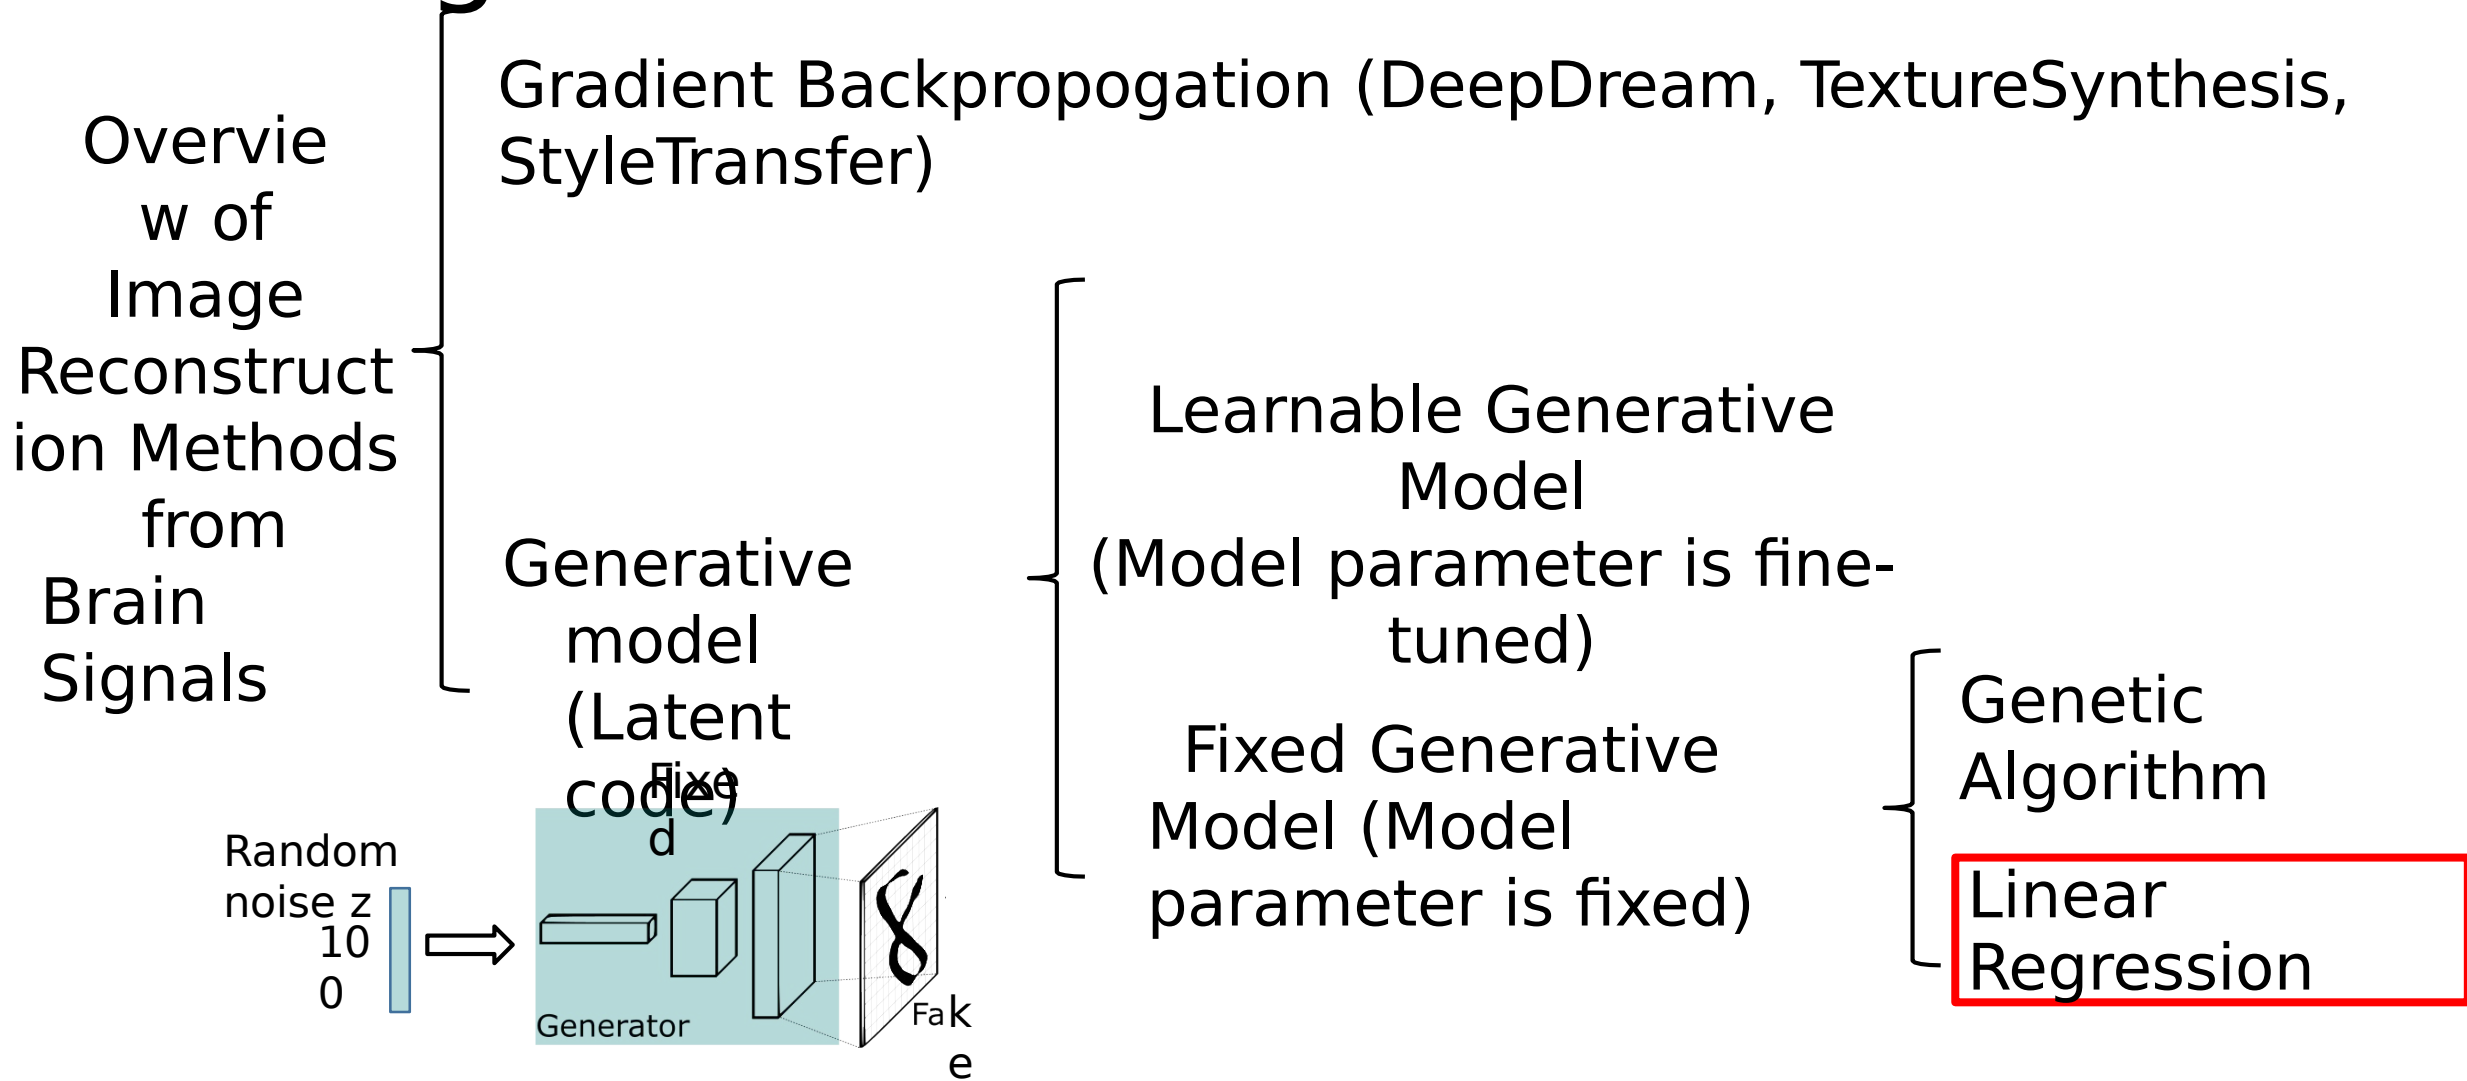 Gradient Backpropogation (DeepDream, TextureSynthesis,
StyleTransfer)
Overvie
w of
Image
Reconstruct
ion Methods
from
Brain
Signals
Generative
model
(Latent
code)
Learnable Generative
Model
(Model parameter is fine-
tuned)
Fixed Generative
Model (Model
parameter is fixed)
Genetic
Algorithm
Linear
Regression
Fixe
d
Random
noise z
10
0
Generator
8
Fak
e